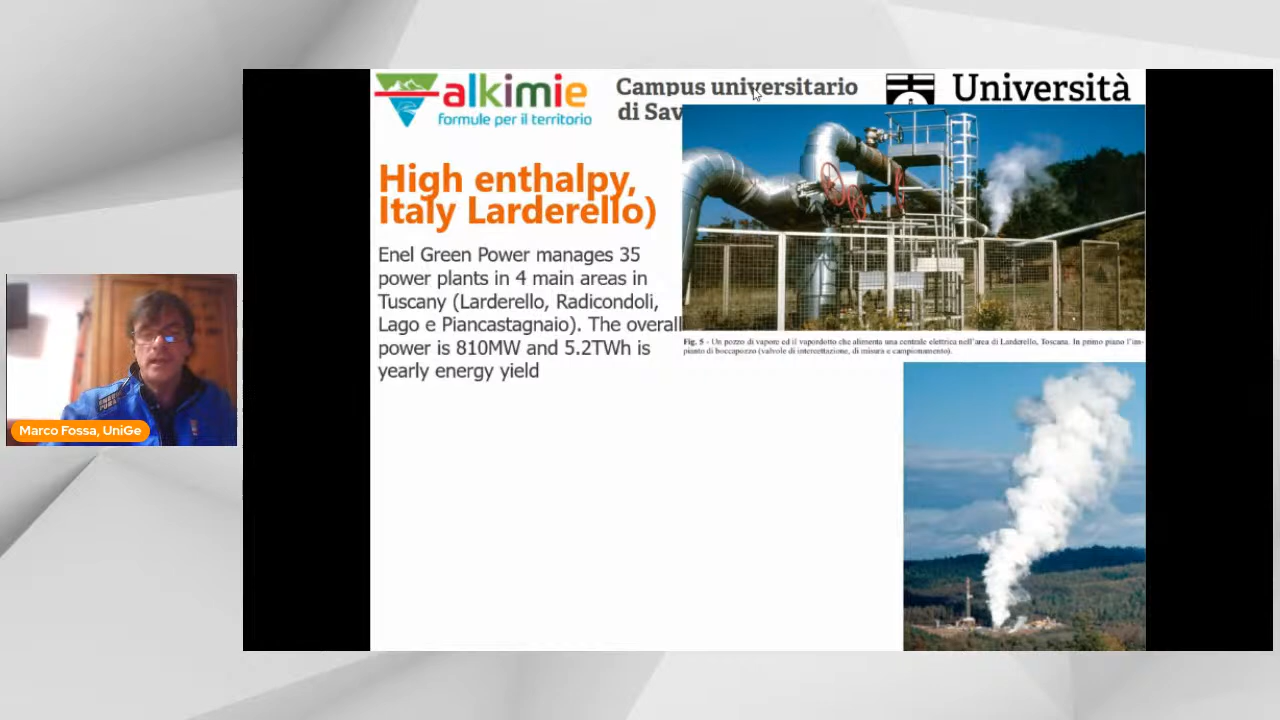 alkimie
formule per il territorio
Campus universitario
di Sav
Università
High enthalpy,
Italy Larderello)
Enel Green Power manages 35
power plants in 4 main areas in
Tuscany (Larderello, Radicondoli,
Lago e Piancastagnaio). The overall
power is 810MW and 5.2TWh is
yearly energy yield
Fig. 5 - Un pozzo di vapore ed il vapordotto che alimenta una centrale elettrica nell'area di Larderello, Toscana. In primo piano l'im-
pianto di boccapozzo (valvole di intercettazione, di misura e campionamento).
Marco Fossa, UniGe